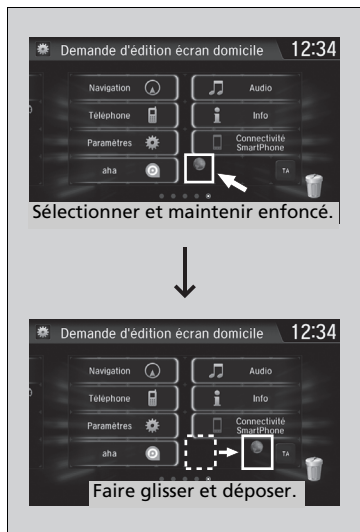 Demande d'édition écran domicile 12:34
Navigation Audio
Téléphone Info
Paramètres Connectivité
SmartPhone
aha TA
Sélectionner et maintenir enfoncé.
Demande d'édition écran domicile 12:34
Navigation Audio
Téléphone Info
Paramètres Connectivité
SmartPhone
aha TA
Faire glisser et déposer.